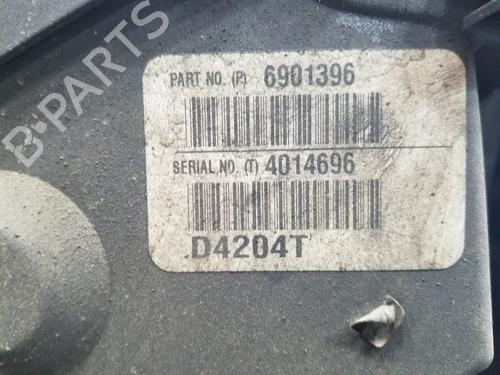 B-PARTS
PART NO. (P) 6901396
SERIAL NO. (T) 4014696
D4204T